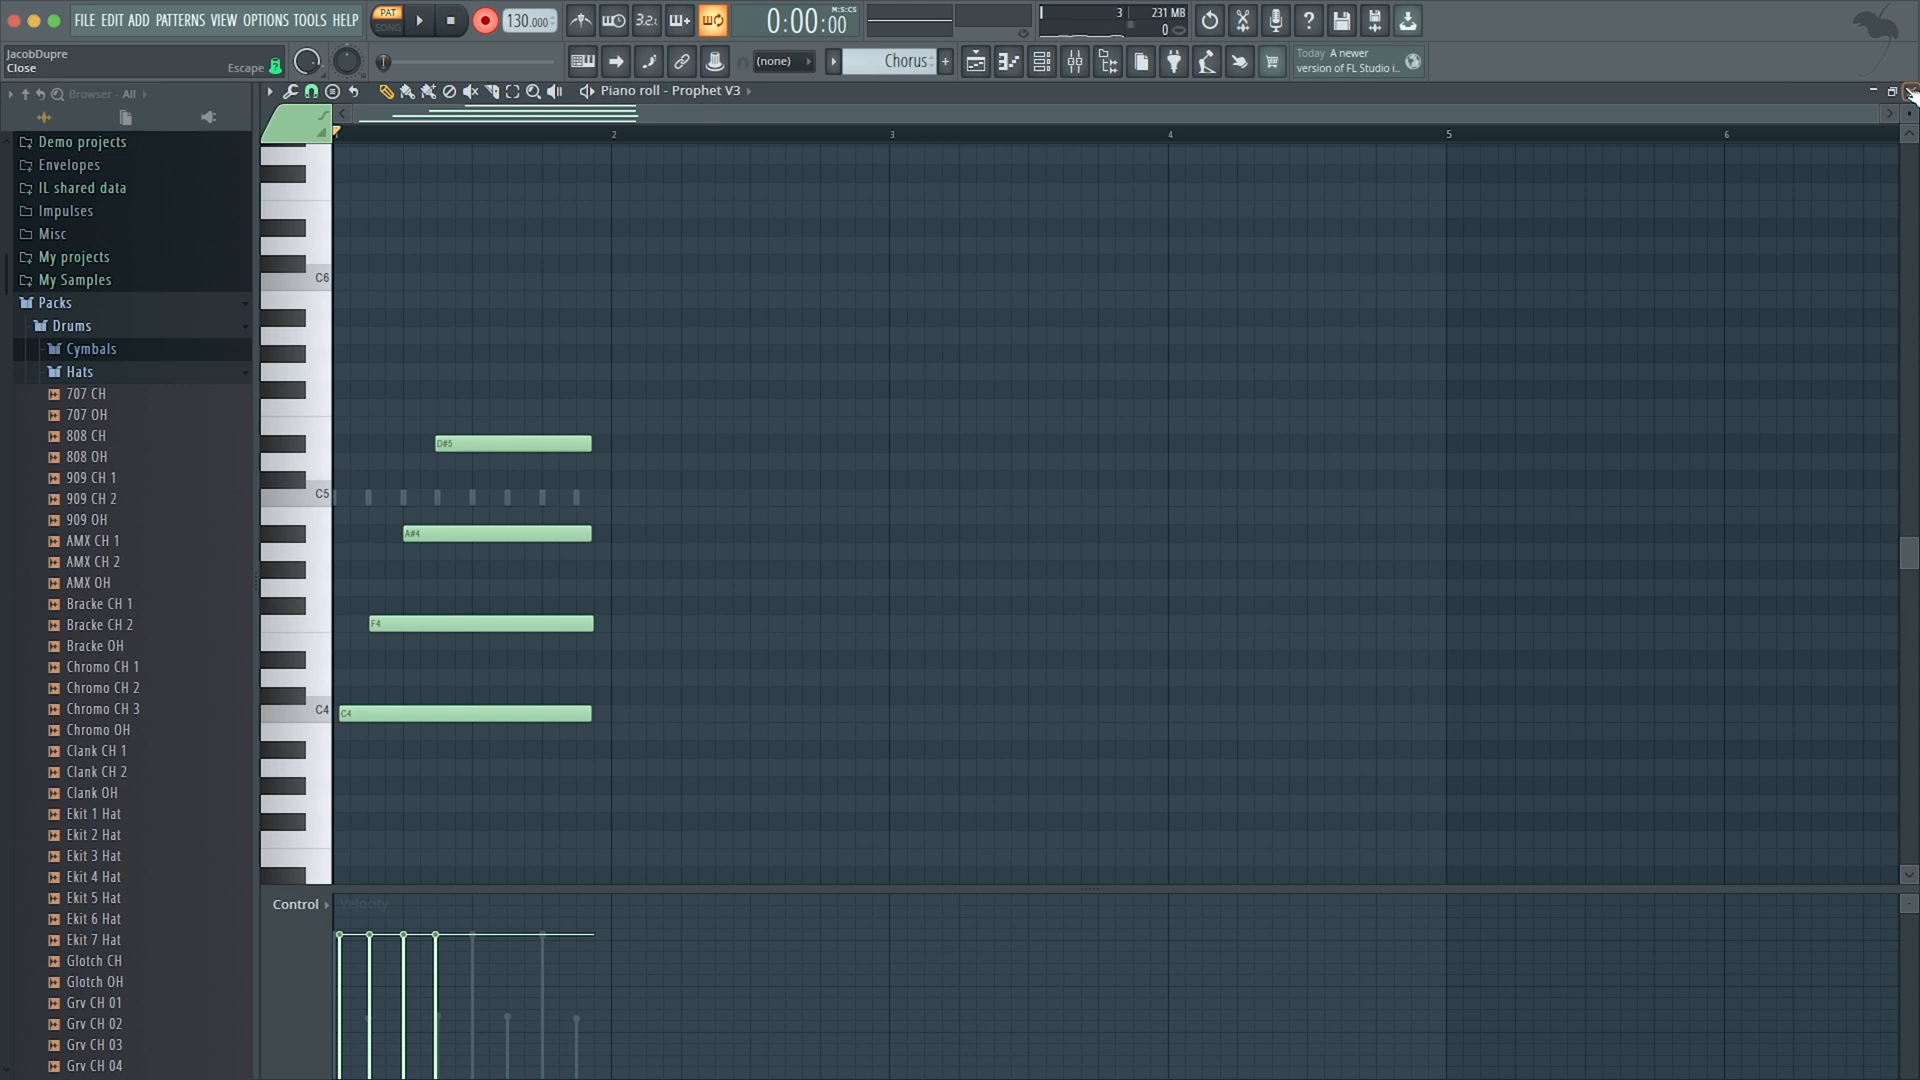 FILE EDIT ADD PATTERNS VIEW OPTIONS TOOLS HELP
PAT
SONG
130.000
3.2.
0:00:00
M:S:CS
3
231 MB
0
JacobDupre
Close
Escape
(none)
Chorus
Today A newer
version of FL Studio i..
Browser - All
Piano roll - Prophet V3
2
3
4
5
6
Demo projects
Envelopes
IL shared data
Impulses
Misc
My projects
My Samples
Packs
Drums
Cymbals
Hats
707 CH
707 OH
808 CH
808 OH
909 CH 1
909 CH 2
909 OH
AMX CH 1
AMX CH 2
AMX OH
Bracke CH 1
Bracke CH 2
Bracke OH
Chromo CH 1
Chromo CH 2
Chromo CH 3
Chromo OH
Clank CH 1
Clank CH 2
Clank OH
Ekit 1 Hat
Ekit 2 Hat
Ekit 3 Hat
Ekit 4 Hat
Ekit 5 Hat
Ekit 6 Hat
Ekit 7 Hat
Glotch CH
Glotch OH
Grv CH 01
Grv CH 02
Grv CH 03
Grv CH 04
C6
D#5
C5
A#4
F4
C4
C4
Control
Velocity